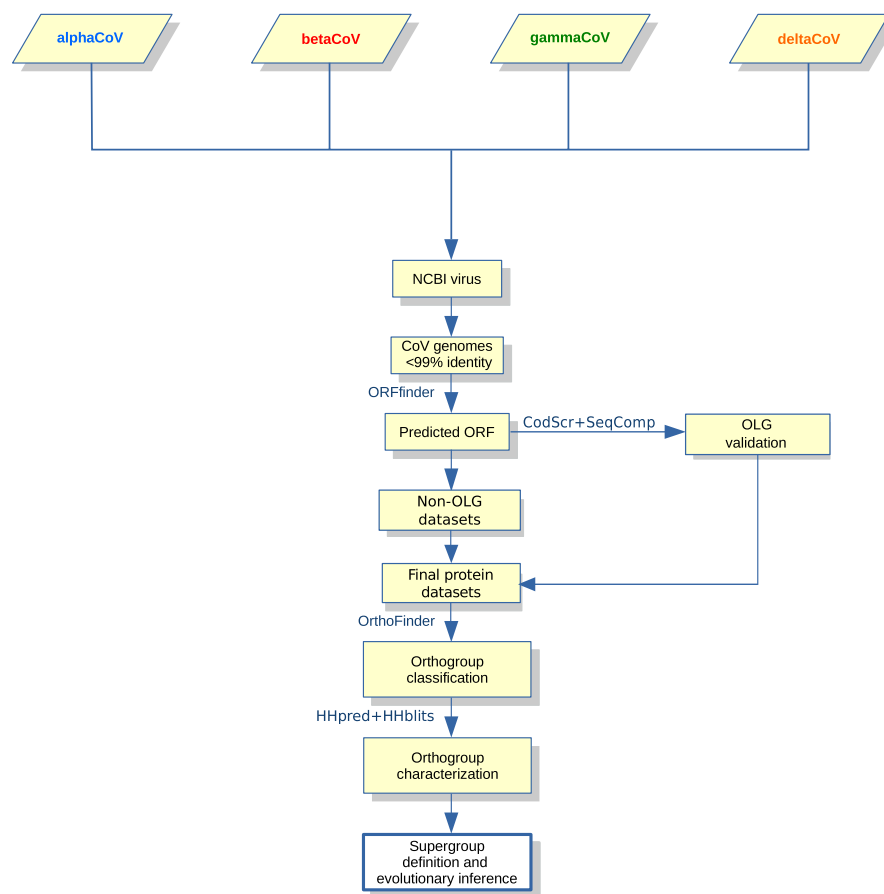 alphaCoV
betaCoV
gammaCoV
deltaCoV
NCBI virus
CoV genomes
<99% identity
ORFfinder
Predicted ORF
CodScr+SeqComp
OLG
validation
Non-OLG
datasets
Final protein
datasets
OrthoFinder
Orthogroup
classification
HHpred+HHblits
Orthogroup
characterization
Supergroup
definition and
evolutionary inference